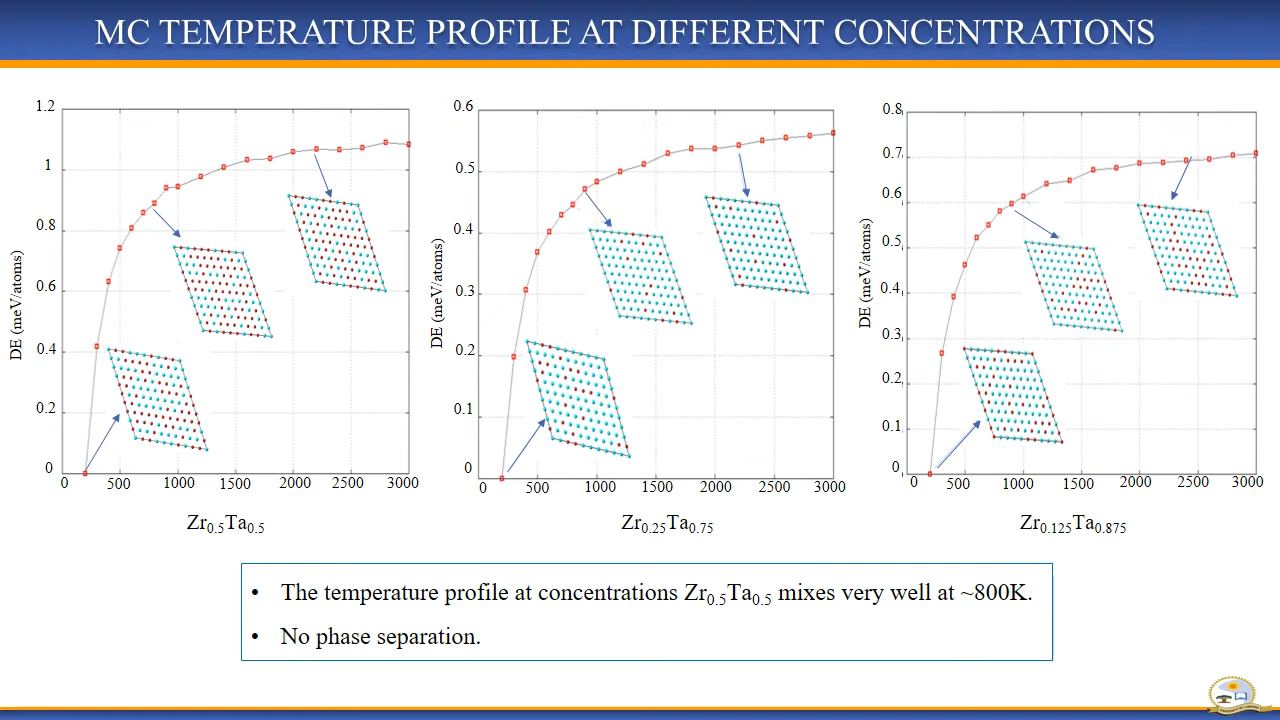 MC TEMPERATURE PROFILE AT DIFFERENT CONCENTRATIONS
1.2
1
0.8
0.6
0.4
0.2
0
DE (meV/atoms)
0 500 1000 1500 2000 2500 3000
Zr0.5Ta0.5
0.6
0.5
0.4
0.3
0.2
0.1
0
DE (meV/atoms)
0 500 1000 1500 2000 2500 3000
Zr0.25Ta0.75
0.8
0.7
0.6
0.5
0.4
0.3
0.2
0.1
0
DE (meV/atoms)
0 500 1000 1500 2000 2500 3000
Zr0.125Ta0.875
• The temperature profile at concentrations Zr0.5Ta0.5 mixes very well at ~800K.
• No phase separation.